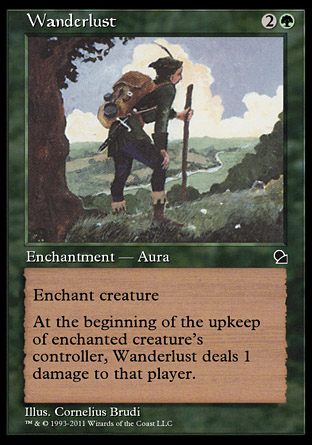 Wanderlust 2
Enchantment — Aura
Enchant creature
At the beginning of the upkeep
of enchanted creature's
controller, Wanderlust deals 1
damage to that player.
Illus. Cornelius Brudi
™ & © 1993-2011 Wizards of the Coast LLC